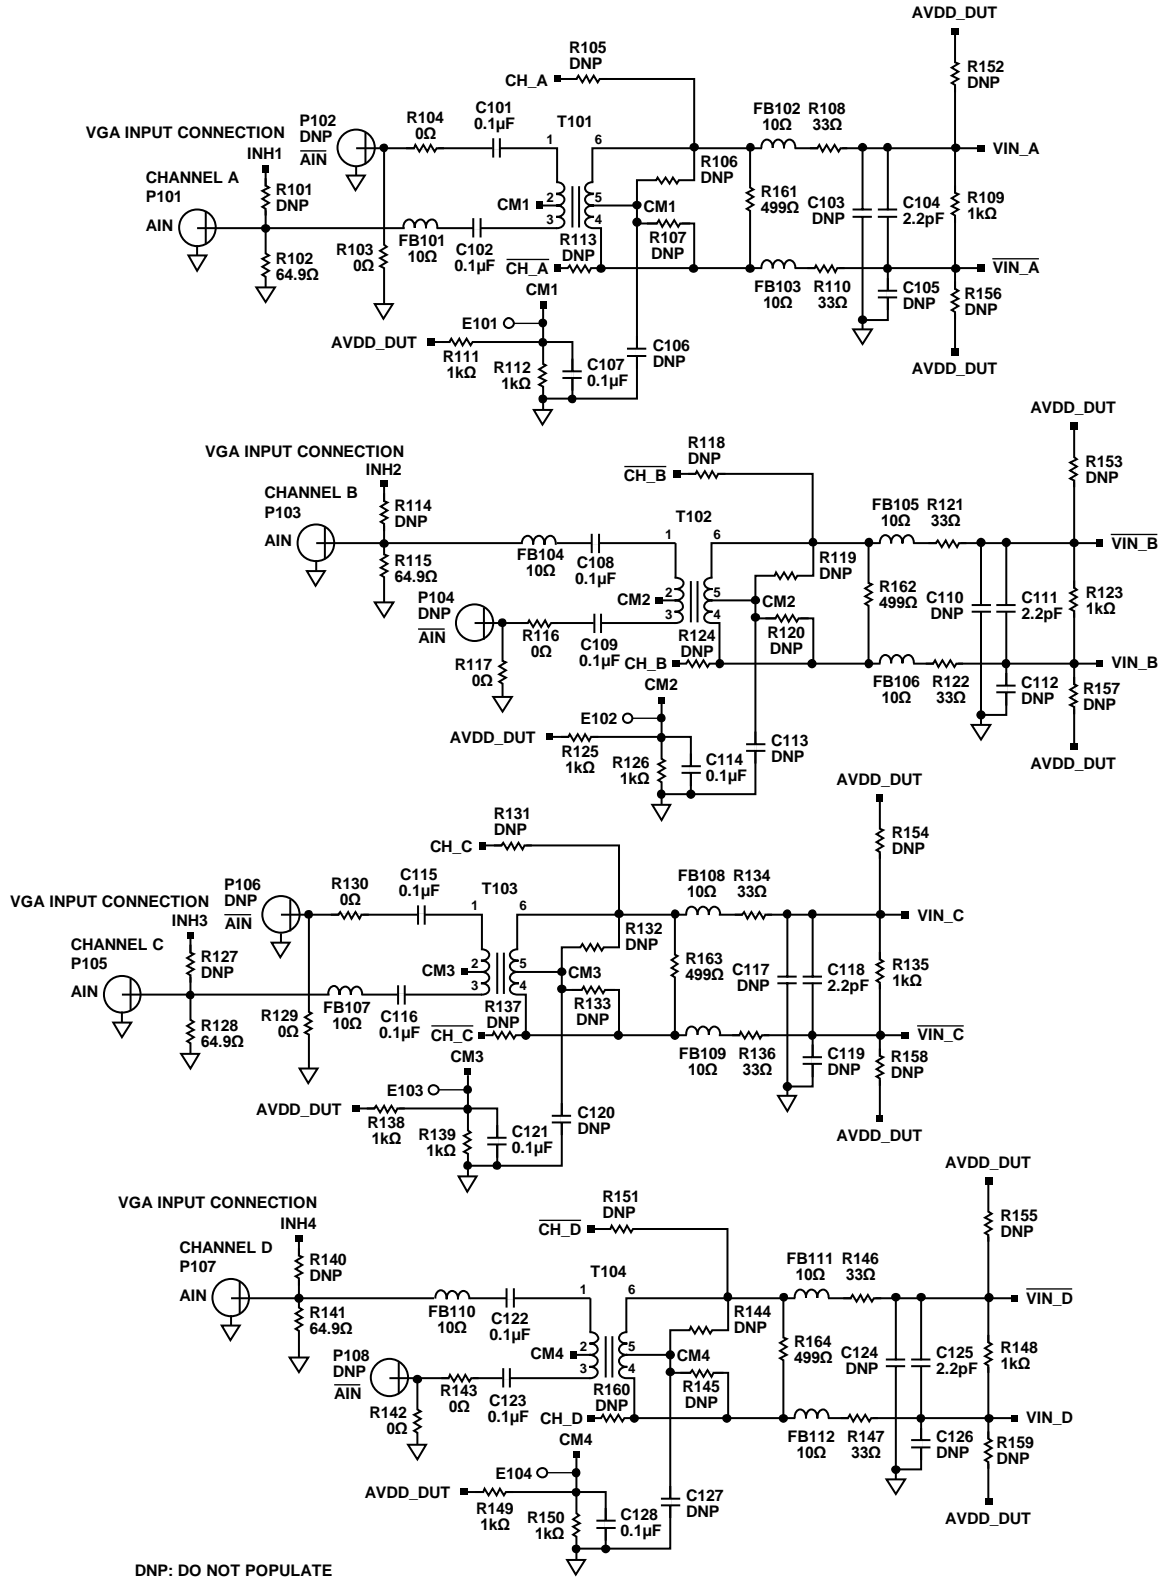 AVDD_DUT
R105
DNP
CH_A
R152
DNP
P102
DNP
AIN
R104
0Ω
C101
0.1µF
T101
1
6
FB102
10Ω
R108
33Ω
VIN_A
VGA INPUT CONNECTION
INH1
CHANNEL A
P101
AIN
R101
DNP
R106
DNP
CM1
2
5
CM1
R161
499Ω
C103
DNP
C104
2.2pF
R109
1kΩ
3
4
R102
64.9Ω
R103
0Ω
FB101
10Ω
C102
0.1µF
R113
DNP
R107
DNP
CH_A
FB103
10Ω
R110
33Ω
C105
DNP
VIN_A
R156
DNP
CM1
E101
AVDD_DUT
R111
1kΩ
R112
1kΩ
C107
0.1µF
C106
DNP
AVDD_DUT
AVDD_DUT
VGA INPUT CONNECTION
INH2
CHANNEL B
P103
AIN
R114
DNP
R118
DNP
CH_B
R153
DNP
T102
1
6
FB105
10Ω
R121
33Ω
VIN_B
R115
64.9Ω
FB104
10Ω
C108
0.1µF
R119
DNP
P104
DNP
AIN
CM2
2
5
CM2
R162
499Ω
C110
DNP
C111
2.2pF
R123
1kΩ
3
4
R116
0Ω
C109
0.1µF
R124
DNP
R120
DNP
R117
0Ω
CH_B
FB106
10Ω
R122
33Ω
C112
DNP
VIN_B
R157
DNP
CM2
E102
AVDD_DUT
R125
1kΩ
R126
1kΩ
C114
0.1µF
C113
DNP
AVDD_DUT
AVDD_DUT
R131
DNP
CH_C
R154
DNP
P106
DNP
AIN
R130
0Ω
C115
0.1µF
T103
1
6
FB108
10Ω
R134
33Ω
VIN_C
VGA INPUT CONNECTION
INH3
CHANNEL C
P105
AIN
R127
DNP
R132
DNP
CM3
2
5
CM3
R163
499Ω
C117
DNP
C118
2.2pF
R135
1kΩ
3
4
R128
64.9Ω
R129
0Ω
FB107
10Ω
C116
0.1µF
R137
DNP
R133
DNP
CH_C
FB109
10Ω
R136
33Ω
C119
DNP
VIN_C
R158
DNP
CM3
E103
AVDD_DUT
R138
1kΩ
R139
1kΩ
C121
0.1µF
C120
DNP
AVDD_DUT
AVDD_DUT
VGA INPUT CONNECTION
INH4
CHANNEL D
P107
AIN
R140
DNP
R151
DNP
CH_D
R155
DNP
T104
1
6
FB111
10Ω
R146
33Ω
VIN_D
R141
64.9Ω
FB110
10Ω
C122
0.1µF
R144
DNP
P108
DNP
AIN
CM4
2
5
CM4
R164
499Ω
C124
DNP
C125
2.2pF
R148
1kΩ
3
4
R143
0Ω
C123
0.1µF
R160
DNP
R145
DNP
R142
0Ω
CH_D
FB112
10Ω
R147
33Ω
C126
DNP
VIN_D
R159
DNP
CM4
E104
AVDD_DUT
R149
1kΩ
R150
1kΩ
C128
0.1µF
C127
DNP
AVDD_DUT
DNP: DO NOT POPULATE